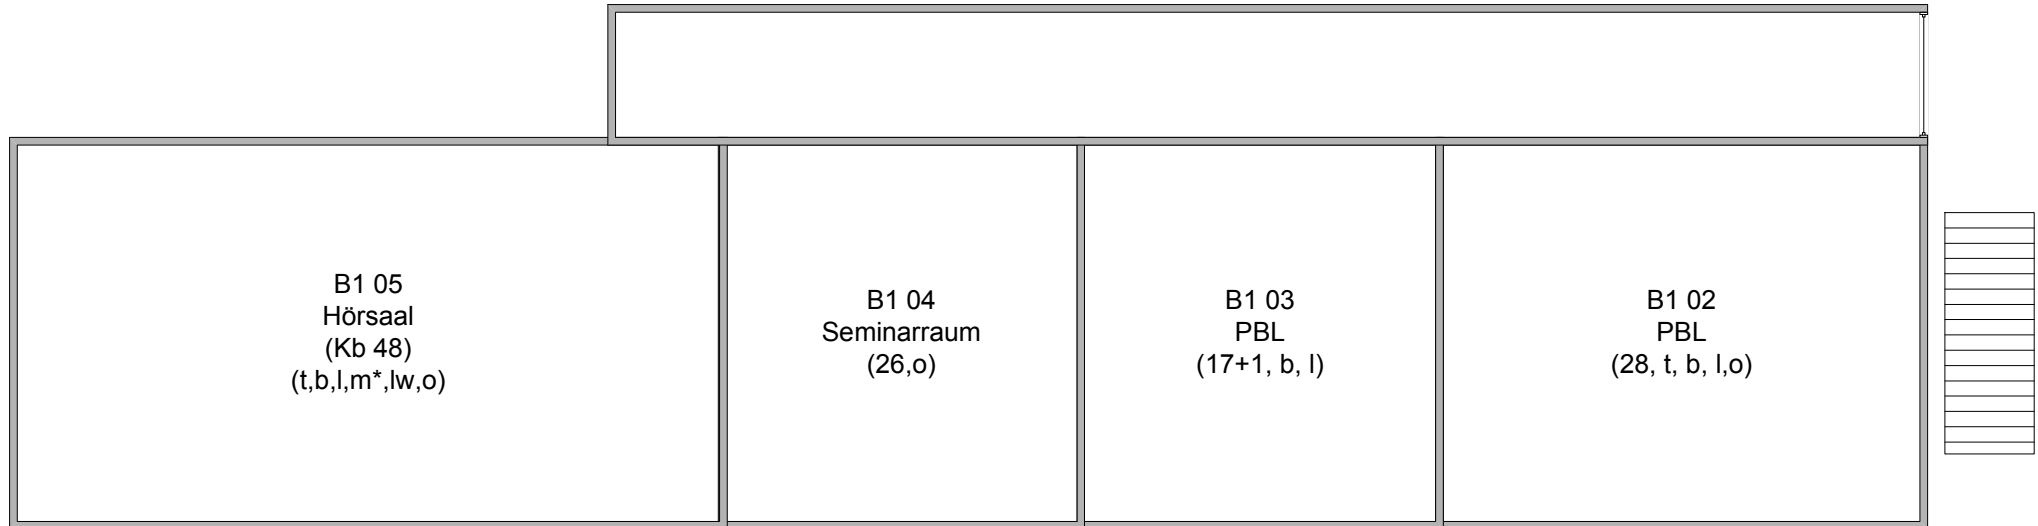 B1 05
Hörsaal
(Kb 48)
(t,b,l,m*,lw,o)
B1 04
Seminarraum
(26,o)
B1 03
PBL
(17+1, b, l)
B1 02
PBL
(28, t, b, l,o)